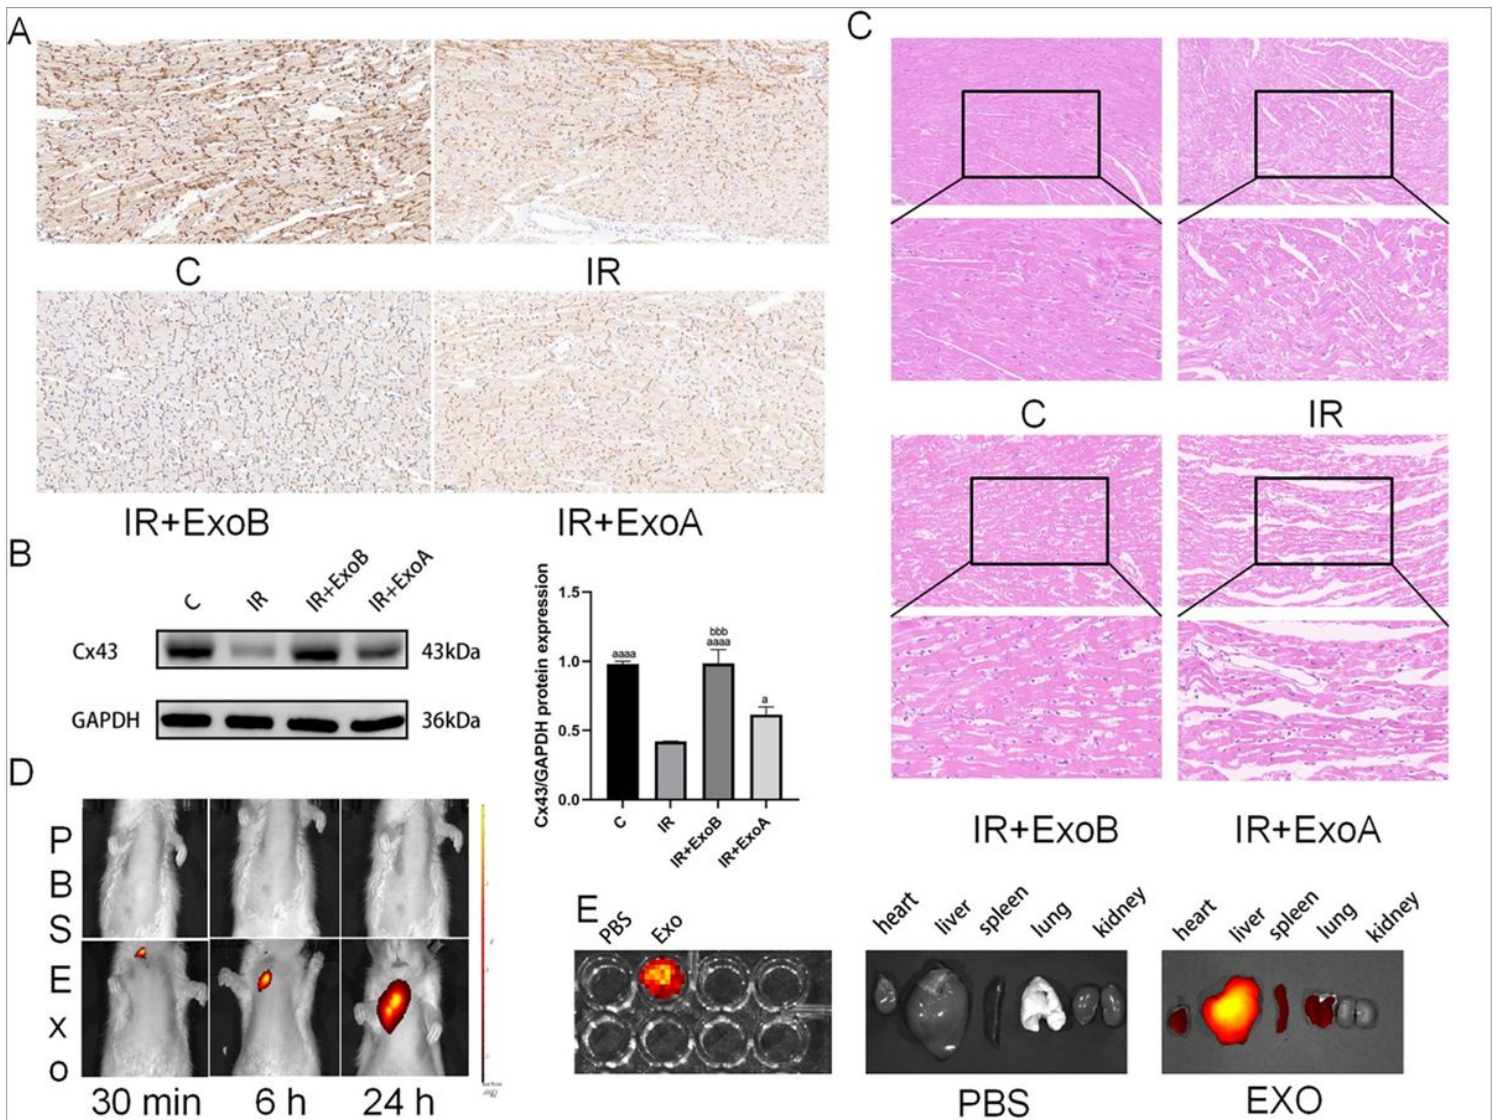 A
C
IR
IR+ExoB
IR+ExoA
B
C
IR
IR+ExoB
IR+ExoA
Cx43
43kDa
GAPDH
36kDa
Cx43/GAPDH protein expression
1.5
1.0
0.5
0.0
aaaa
bbb
aaaa
a
C
IR
IR+ExoB
IR+ExoA
C
C
IR
IR+ExoB
IR+ExoA
D
PBS
Exo
30 min
6 h
24 h
E
PBS
Exo
heart
liver
spleen
lung
kidney
PBS
heart
liver
spleen
lung
kidney
EXO